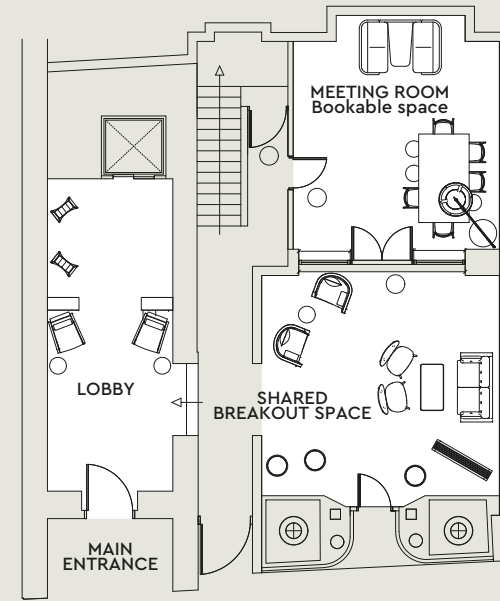 MEETING ROOM
Bookable space
LOBBY
SHARED
BREAKOUT SPACE
MAIN
ENTRANCE